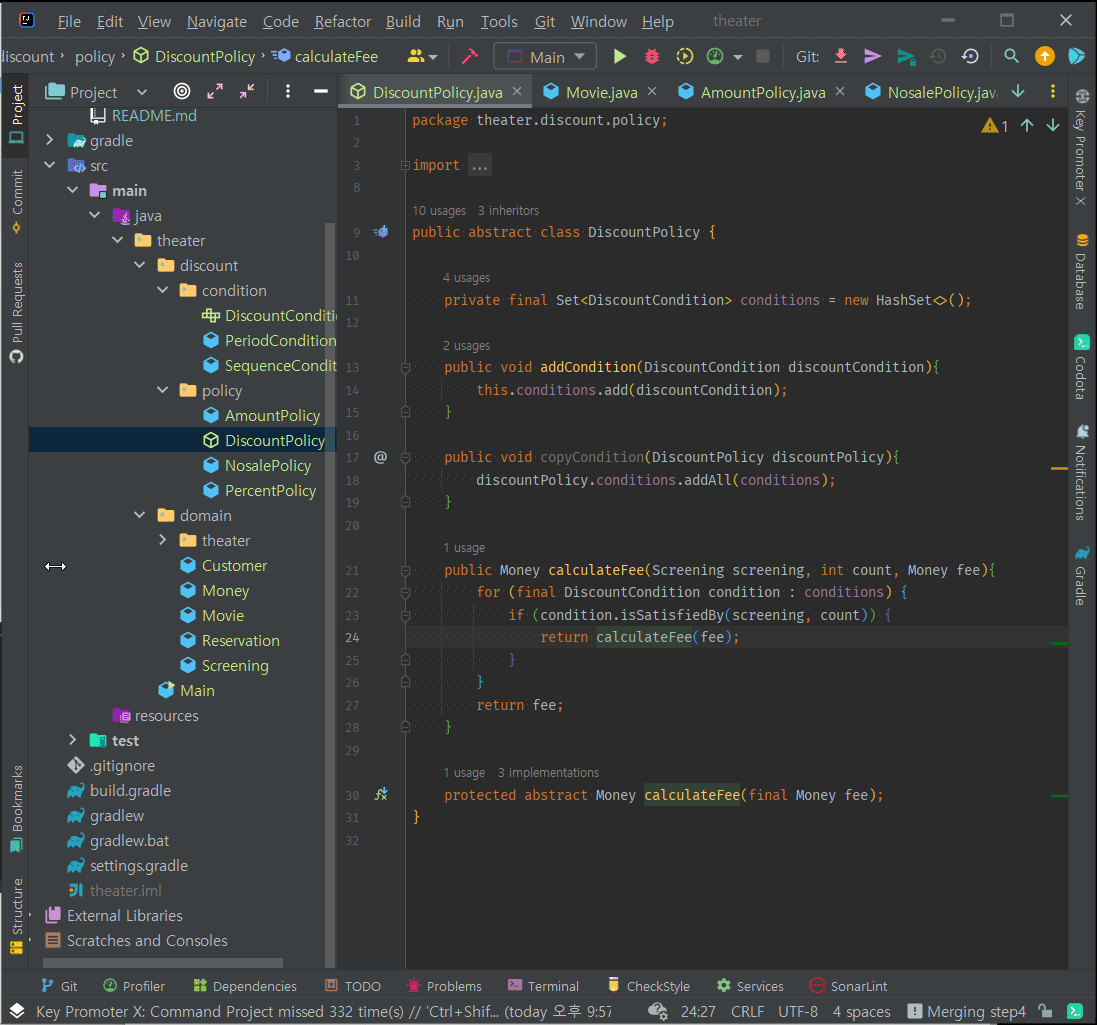 File Edit View Navigate Code Refactor Build Run Tools Git Window Help theater
discount policy DiscountPolicy calculateFee Main Git:
Project DiscountPolicy.java Movie.java AmountPolicy.java NosalePolicy.java
Project
Commit
Pull Requests
Bookmarks
Structure
README.md
gradle
src
main
java
theater
discount
condition
DiscountConditi
PeriodCondition
SequenceCondit
policy
AmountPolicy
DiscountPolicy
NosalePolicy
PercentPolicy
domain
theater
Customer
Money
Movie
Reservation
Screening
Main
resources
test
.gitignore
build.gradle
gradlew
gradlew.bat
settings.gradle
theater.iml
External Libraries
Scratches and Consoles
1 package theater.discount.policy;
1
2
3 import ...
8
10 usages 3 inheritors
9 public abstract class DiscountPolicy {
10
4 usages
11 private final Set<DiscountCondition> conditions = new HashSet<>();
12
2 usages
13 public void addCondition(DiscountCondition discountCondition){
14 this.conditions.add(discountCondition);
15 }
16
17 @ public void copyCondition(DiscountPolicy discountPolicy){
18 discountPolicy.conditions.addAll(conditions);
19 }
20
1 usage
21 public Money calculateFee(Screening screening, int count, Money fee){
22 for (final DiscountCondition condition : conditions) {
23 if (condition.isSatisfiedBy(screening, count)) {
24 return calculateFee(fee);
25 }
26 }
27 return fee;
28 }
29
1 usage 3 implementations
30 protected abstract Money calculateFee(final Money fee);
31 }
32
Key Promoter X
Database
Codota
Notifications
Gradle
Git Profiler Dependencies TODO Problems Terminal CheckStyle Services SonarLint
Key Promoter X: Command Project missed 332 time(s) // 'Ctrl+Shif... (today 오후 9:57 24:27 CRLF UTF-8 4 spaces Merging step4